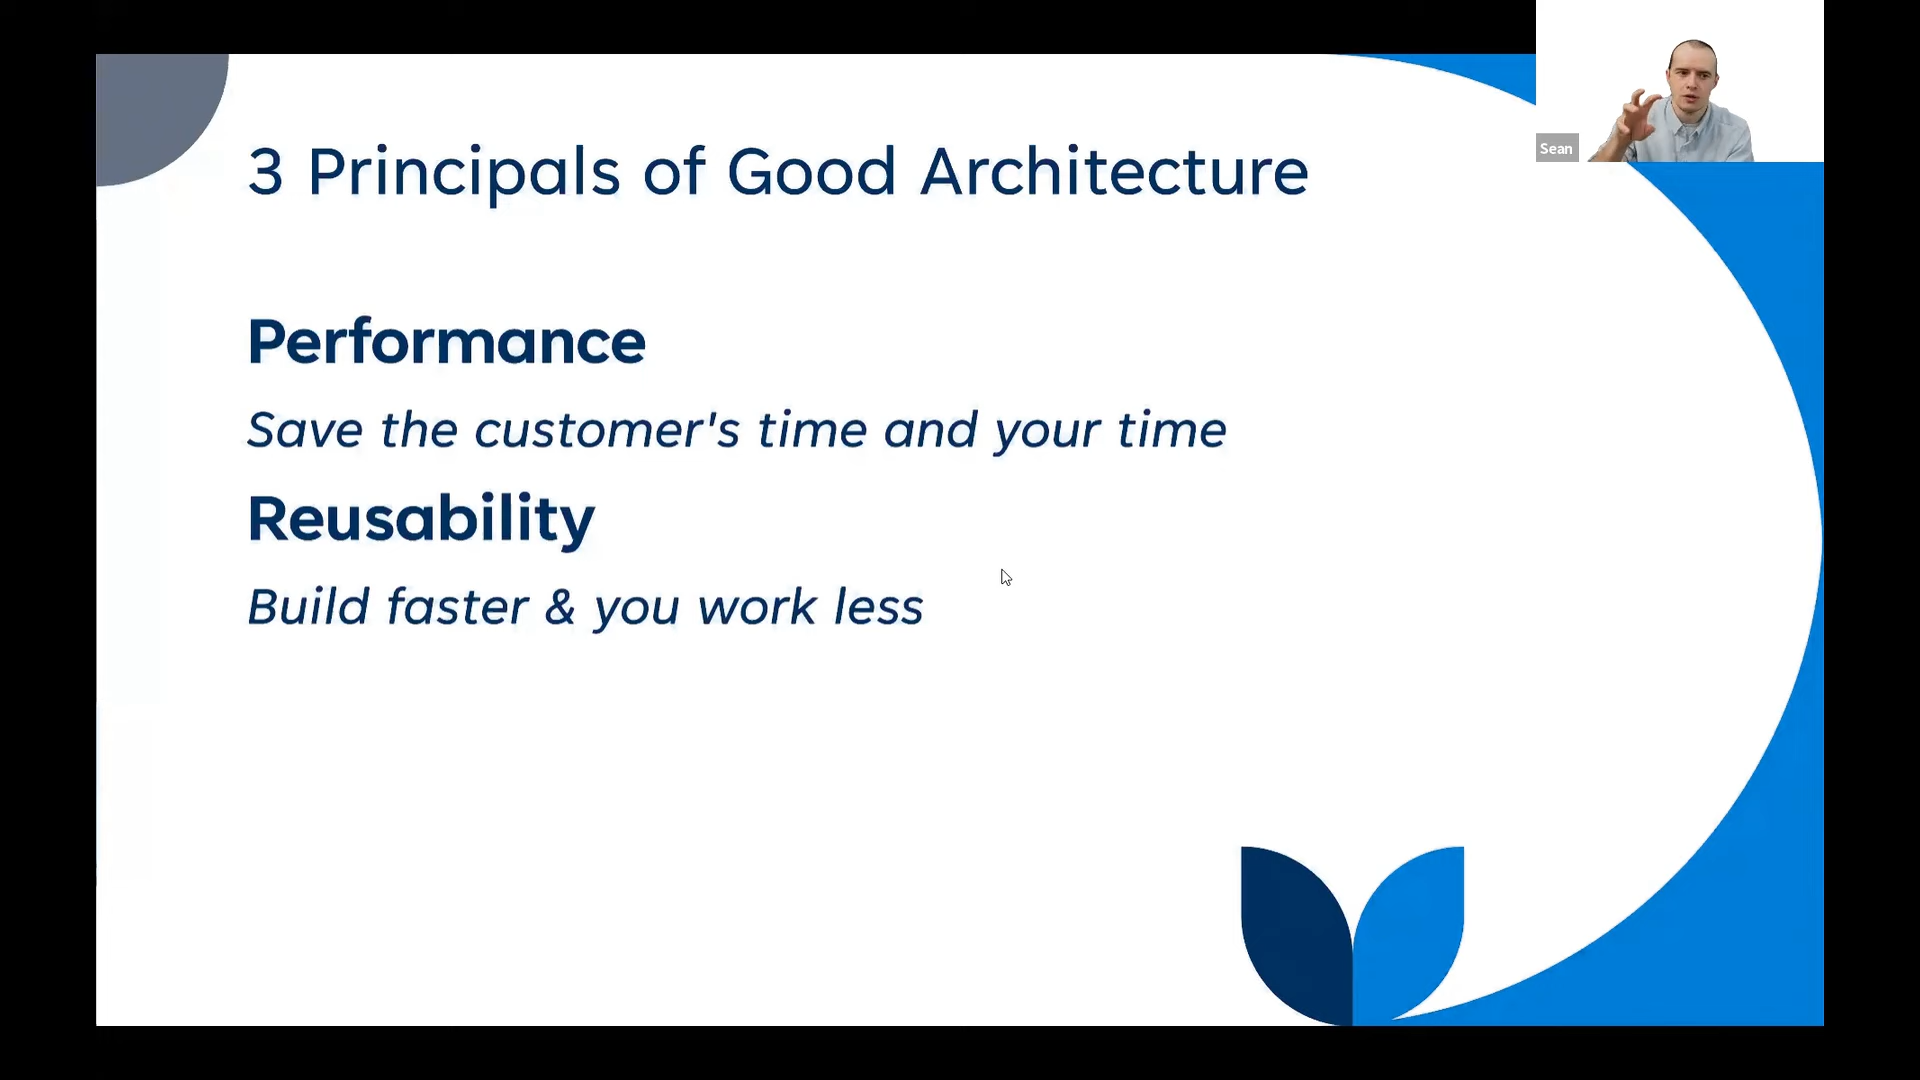 Sean
3 Principals of Good Architecture
Performance
Save the customer's time and your time
Reusability
Build faster & you work less